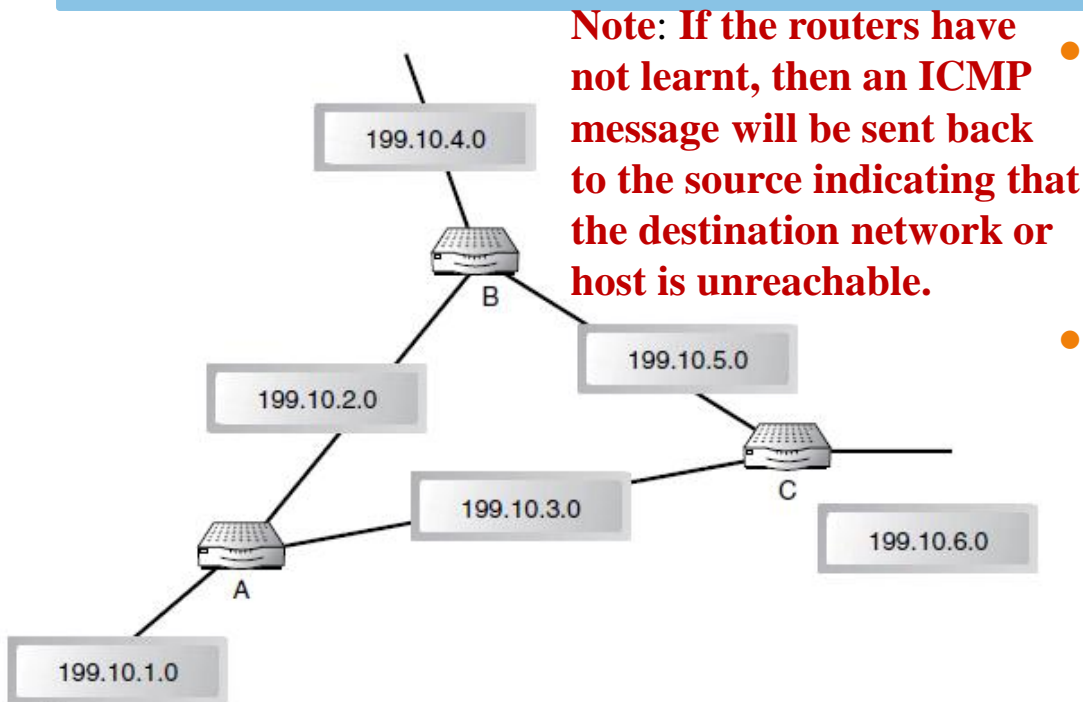 Note: If the routers have
not learnt, then an ICMP
message will be sent back
to the source indicating that
the destination network or
host is unreachable.
199.10.4.0
B
199.10.5.0
199.10.2.0
C
199.10.3.0
199.10.6.0
A
199.10.1.0